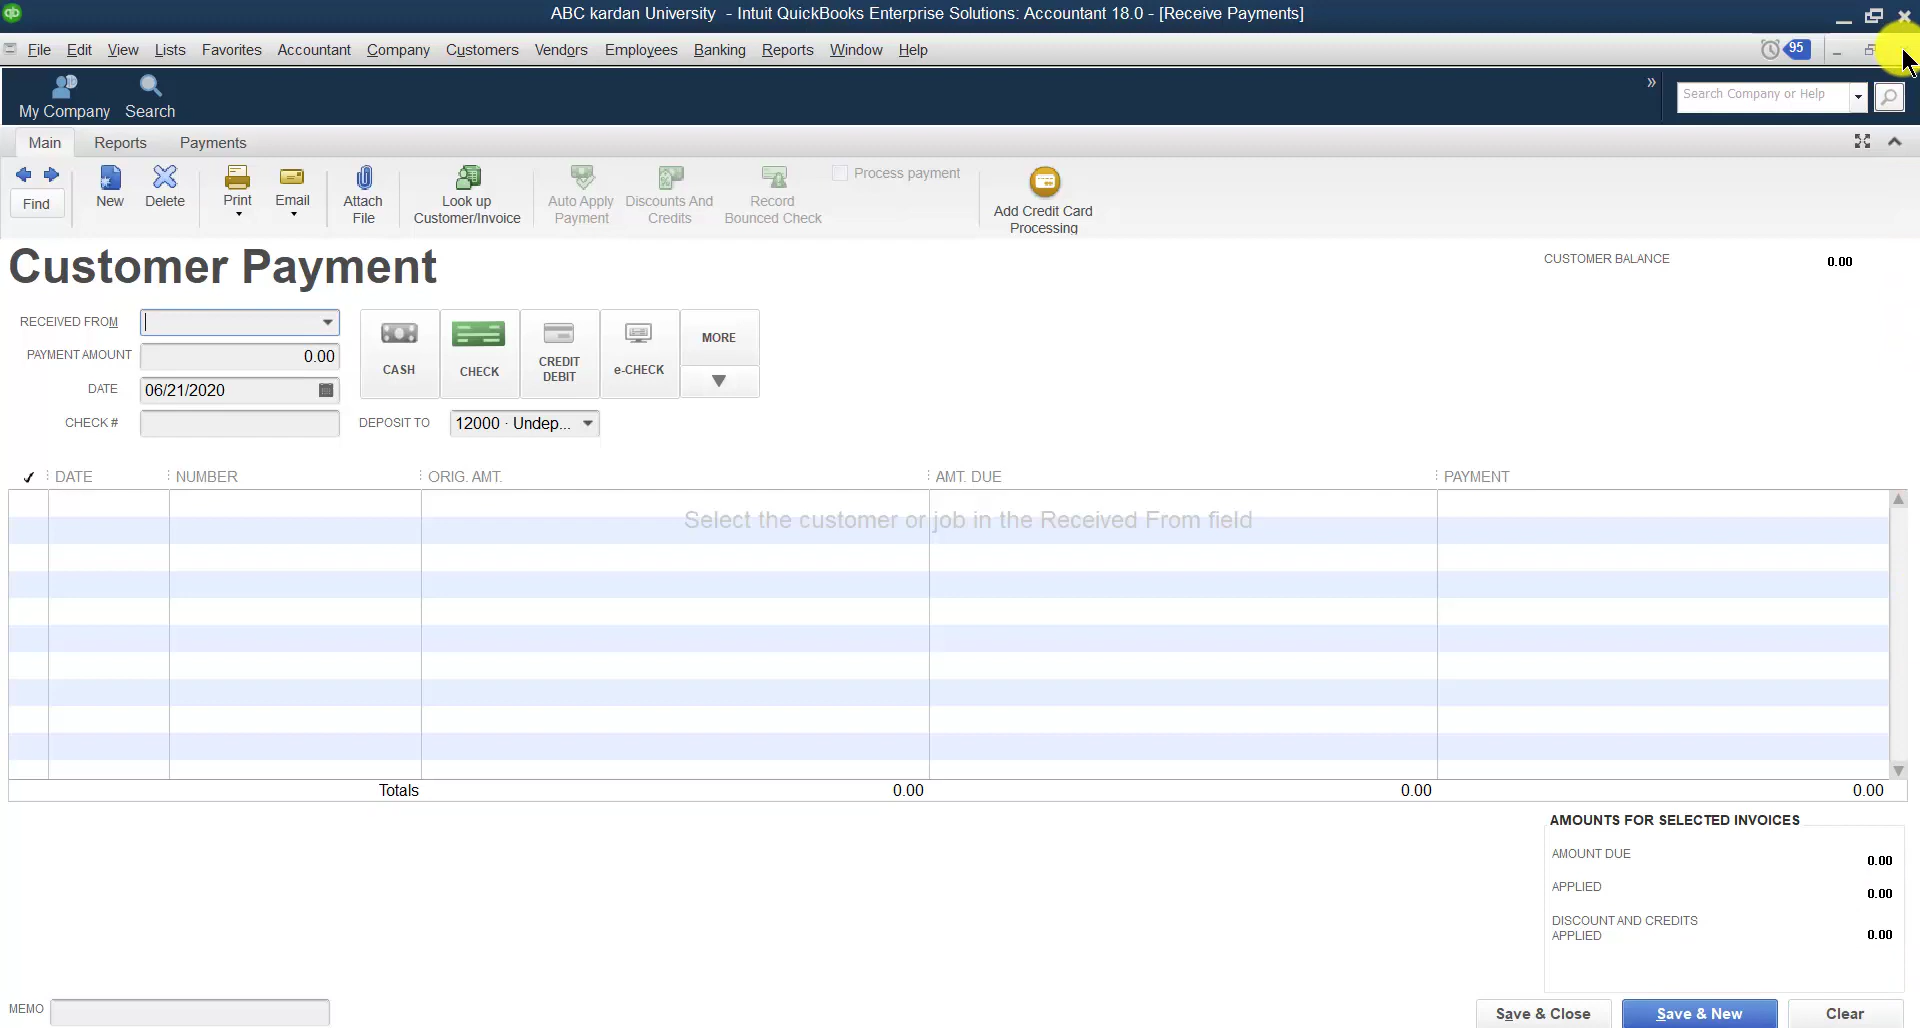 ABC kardan University - Intuit QuickBooks Enterprise Solutions: Accountant 18.0 - [Receive Payments]
File Edit View Lists Favorites Accountant Company Customers Vendors Employees Banking Reports Window Help 95
My Company Search » Search Company or Help
Main Reports Payments
Find New Delete Print Email Attach File Look up Customer/Invoice Auto Apply Payment Discounts And Credits Record Bounced Check Process payment Add Credit Card Processing
Customer Payment
CUSTOMER BALANCE 0.00
RECEIVED FROM
PAYMENT AMOUNT 0.00
DATE 06/21/2020
CHECK #
CASH CHECK CREDIT DEBIT e-CHECK MORE
DEPOSIT TO 12000 · Undep...
✓ DATE NUMBER ORIG. AMT. AMT. DUE PAYMENT
Select the customer or job in the Received From field
Totals 0.00 0.00 0.00
AMOUNTS FOR SELECTED INVOICES
AMOUNT DUE 0.00
APPLIED 0.00
DISCOUNT AND CREDITS APPLIED 0.00
MEMO
Save & Close Save & New Clear